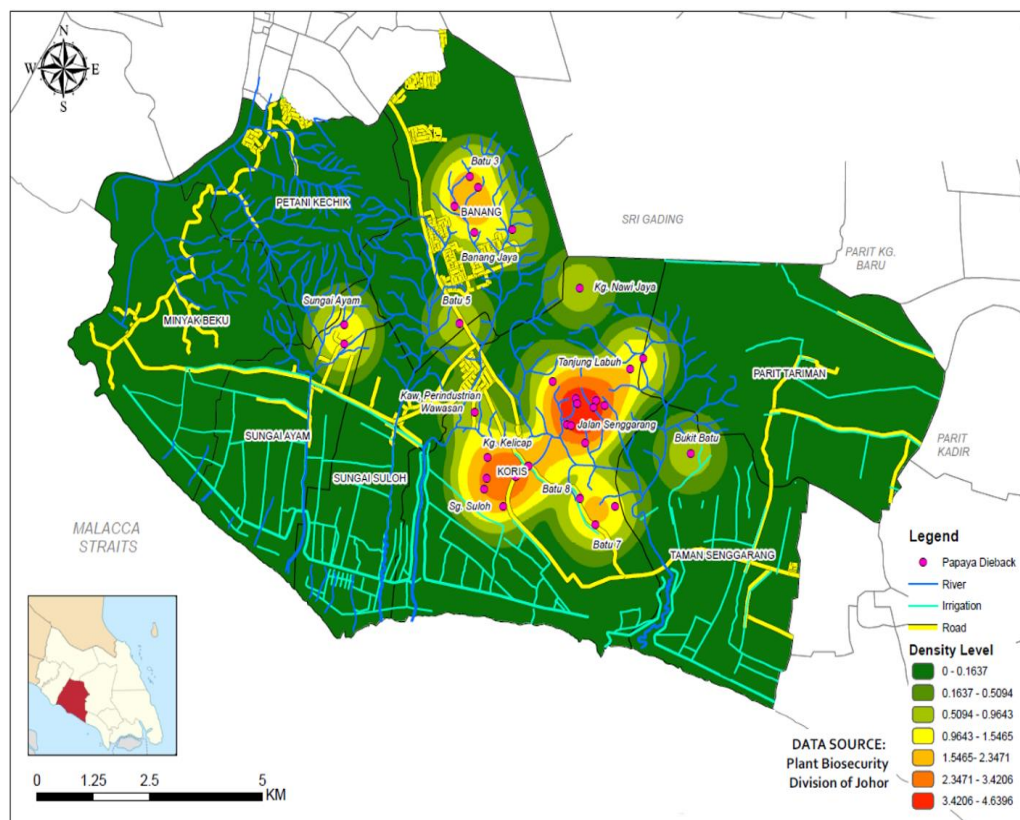 N
W E
S
Batu 3
PETANI KECHIK
BANANG
SRI GADING
Banang Jaya
PARIT KG.
BARU
Kg. Nawi Jaya
Sungai Ayam
Batu 5
MINYAK BEKU
Tanjung Labuh
PARIT TARIMAN
Kaw. Perindustrian
Wawasan
Jalan Senggarang
SUNGAI AYAM
Kg. Kelicap
Bukit Batu
PARIT
KADIR
KORIS
SUNGAI SULOH
Batu 8
Sg. Suloh
MALACCA
STRAITS
Batu 7
TAMAN SENGGARANG
Legend
Papaya Dieback
River
Irrigation
Road
Density Level
0 - 0.1637
0.1637 - 0.5094
0.5094 - 0.9643
0.9643 - 1.5465
1.5465- 2.3471
2.3471 - 3.4206
3.4206 - 4.6396
DATA SOURCE:
Plant Biosecurity
Division of Johor
0 1.25 2.5 5
KM